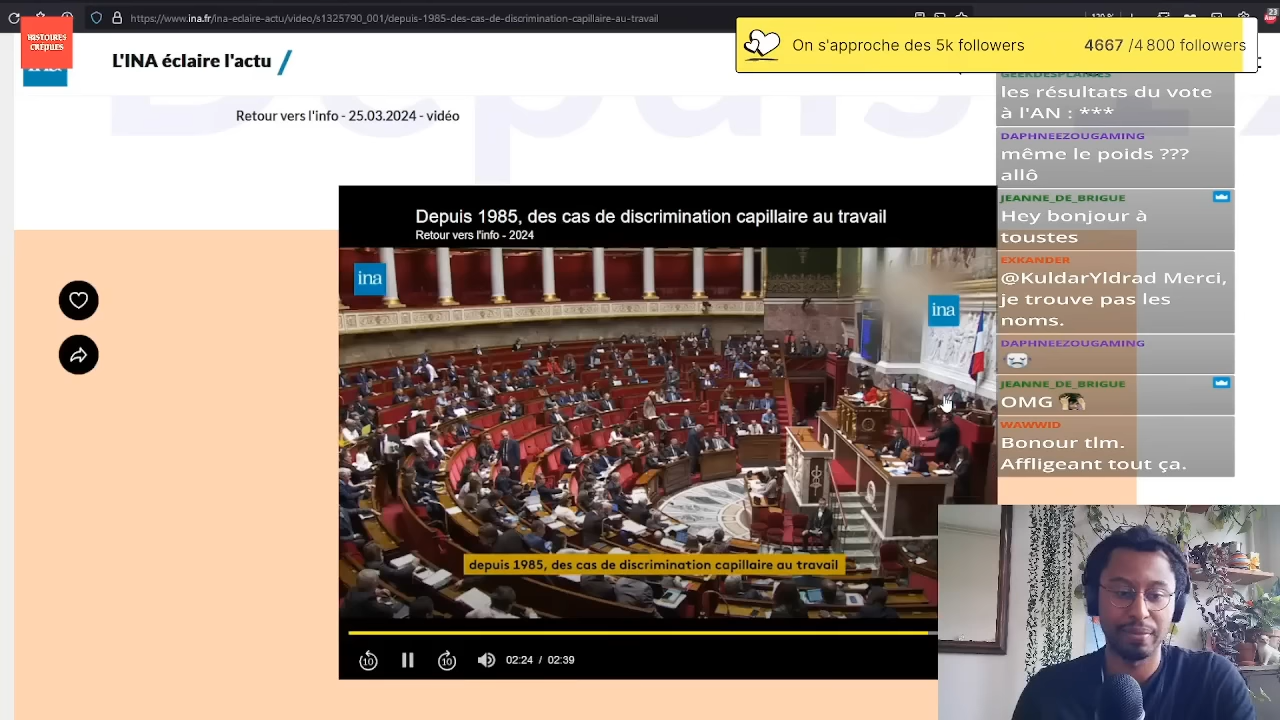 https://www.ina.fr/ina-eclaire-actu/video/s1325790_001/depuis-1985-des-cas-de-discrimination-capillaire-au-travail
23
HISTOIRES
CRÉPUES
L'INA éclaire l'actu
On s'approche des 5k followers
4667 /4 800 followers
Retour vers l'info - 25.03.2024 - vidéo
Depuis 1985, des cas de discrimination capillaire au travail
Retour vers l'info - 2024
ina
ina
depuis 1985, des cas de discrimination capillaire au travail
10
10
02:24 / 02:39
GEEKDESPLAINES
les résultats du vote
à l'AN : ***
DAPHNEEZOUGAMING
même le poids ???
allô
JEANNE_DE_BRIGUE
Hey bonjour à
toustes
EXKANDER
@KuldarYldrad Merci,
je trouve pas les
noms.
DAPHNEEZOUGAMING
JEANNE_DE_BRIGUE
OMG
WAWWID
Bonour tlm.
Affligeant tout ça.